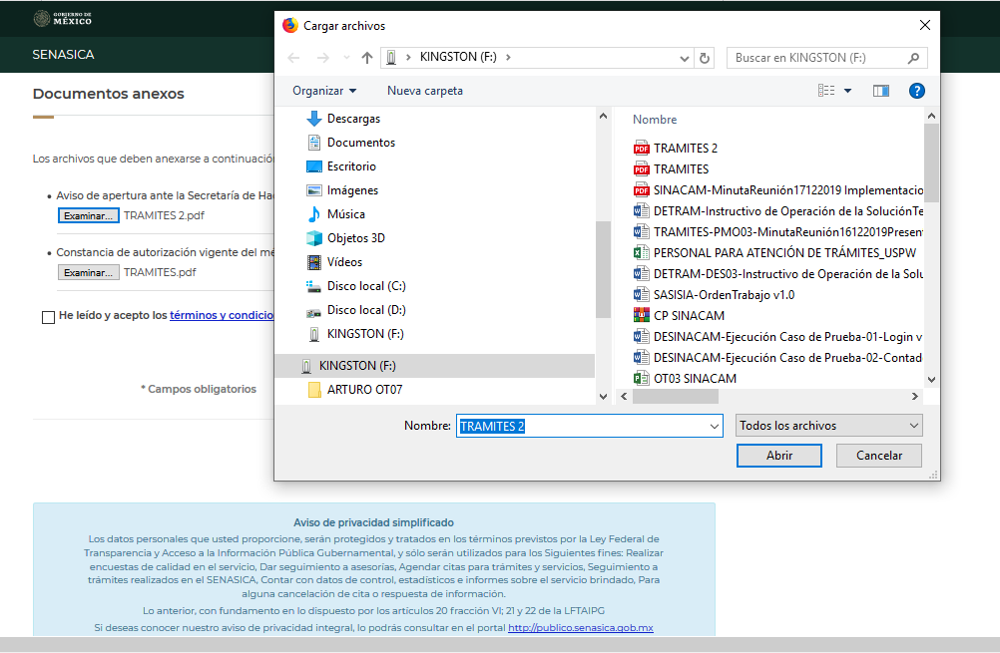 GOBIERNO DE
MÉXICO
SENASICA
Documentos anexos
Los archivos que deben anexarse a continuación
• Aviso de apertura ante la Secretaría de Ha
Examinar... TRAMITES 2.pdf
• Constancia de autorización vigente del mé
Examinar... TRAMITES.pdf
He leído y acepto los términos y condicio
* Campos obligatorios
Cargar archivos
KINGSTON (F:)
Buscar en KINGSTON (F:)
Organizar
Nueva carpeta
Descargas
Documentos
Escritorio
Imágenes
Música
Objetos 3D
Vídeos
Disco local (C:)
Disco local (D:)
KINGSTON (F:)
KINGSTON (F:)
ARTURO OT07
Nombre
TRAMITES 2
TRAMITES
SINACAM-MinutaReunión17122019 Implementacio
DETRAM-Instructivo de Operación de la SoluciónTe
TRAMITES-PMO03-MinutaReunión16122019Present
PERSONAL PARA ATENCIÓN DE TRÁMITES_USPW
DETRAM-DES03-Instructivo de Operación de la Solu
SASISIA-OrdenTrabajo v1.0
CP SINACAM
DESINACAM-Ejecución Caso de Prueba-01-Login v
DESINACAM-Ejecución Caso de Prueba-02-Contad
OT03 SINACAM
Nombre: TRAMITES 2
Todos los archivos
Abrir
Cancelar
Aviso de privacidad simplificado
Los datos personales que usted proporcione, serán protegidos y tratados en los términos previstos por la Ley Federal de
Transparencia y Acceso a la Información Pública Gubernamental, y sólo serán utilizados para los Siguientes fines: Realizar
encuestas de calidad en el servicio, Dar seguimiento a asesorías, Agendar citas para trámites y servicios, Seguimiento a
trámites realizados en el SENASICA, Contar con datos de control, estadísticos e informes sobre el servicio brindado, Para
alguna cancelación de cita o respuesta de información.
Lo anterior, con fundamento en lo dispuesto por los artículos 20 fracción VI; 21 y 22 de la LFTAIPG
Si deseas conocer nuestro aviso de privacidad integral, lo podrás consultar en el portal http://publico.senasica.gob.mx